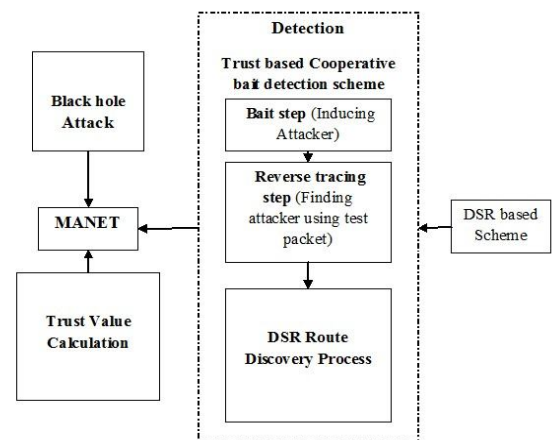 Detection
Trust based Cooperative
bait detection scheme
Bait step (Inducing
Attacker)
Reverse tracing
step (Finding
attacker using test
packet)
DSR Route
Discovery Process
Black hole
Attack
MANET
Trust Value
Calculation
DSR based
Scheme